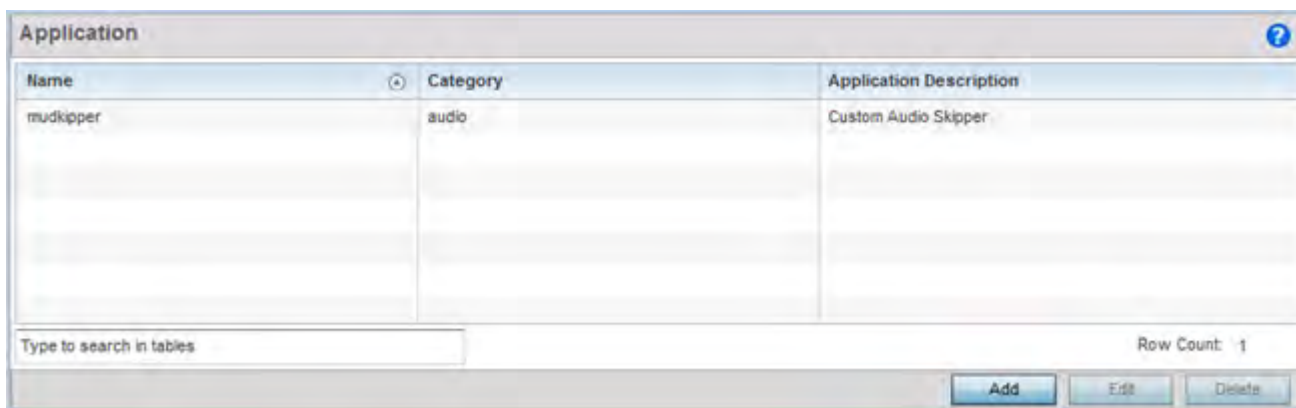 Application
Name Category Application Description
mudkipper audio Custom Audio Skipper
Type to search in tables Row Count: 1
Add Edit Delete